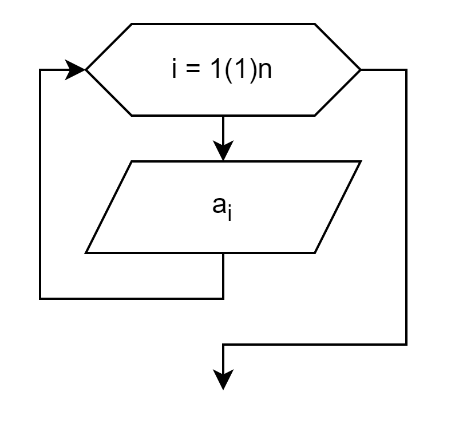 i = 1(1)n
aᵢ